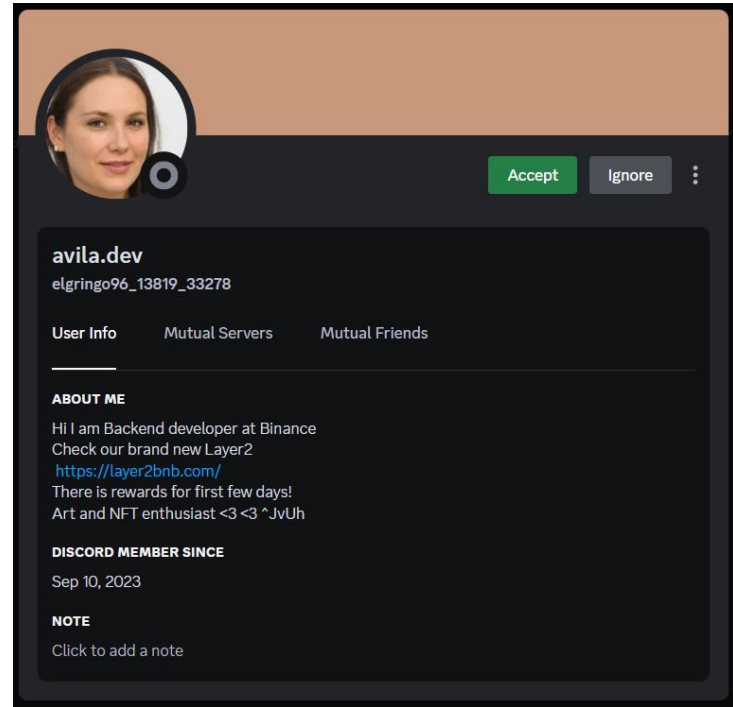 Accept
Ignore
avila.dev
elgringo96_13819_33278
User Info
Mutual Servers
Mutual Friends
ABOUT ME
Hi I am Backend developer at Binance
Check our brand new Layer2
https://layer2bnb.com/
There is rewards for first few days!
Art and NFT enthusiast <3 <3 ^JvUh
DISCORD MEMBER SINCE
Sep 10, 2023
NOTE
Click to add a note